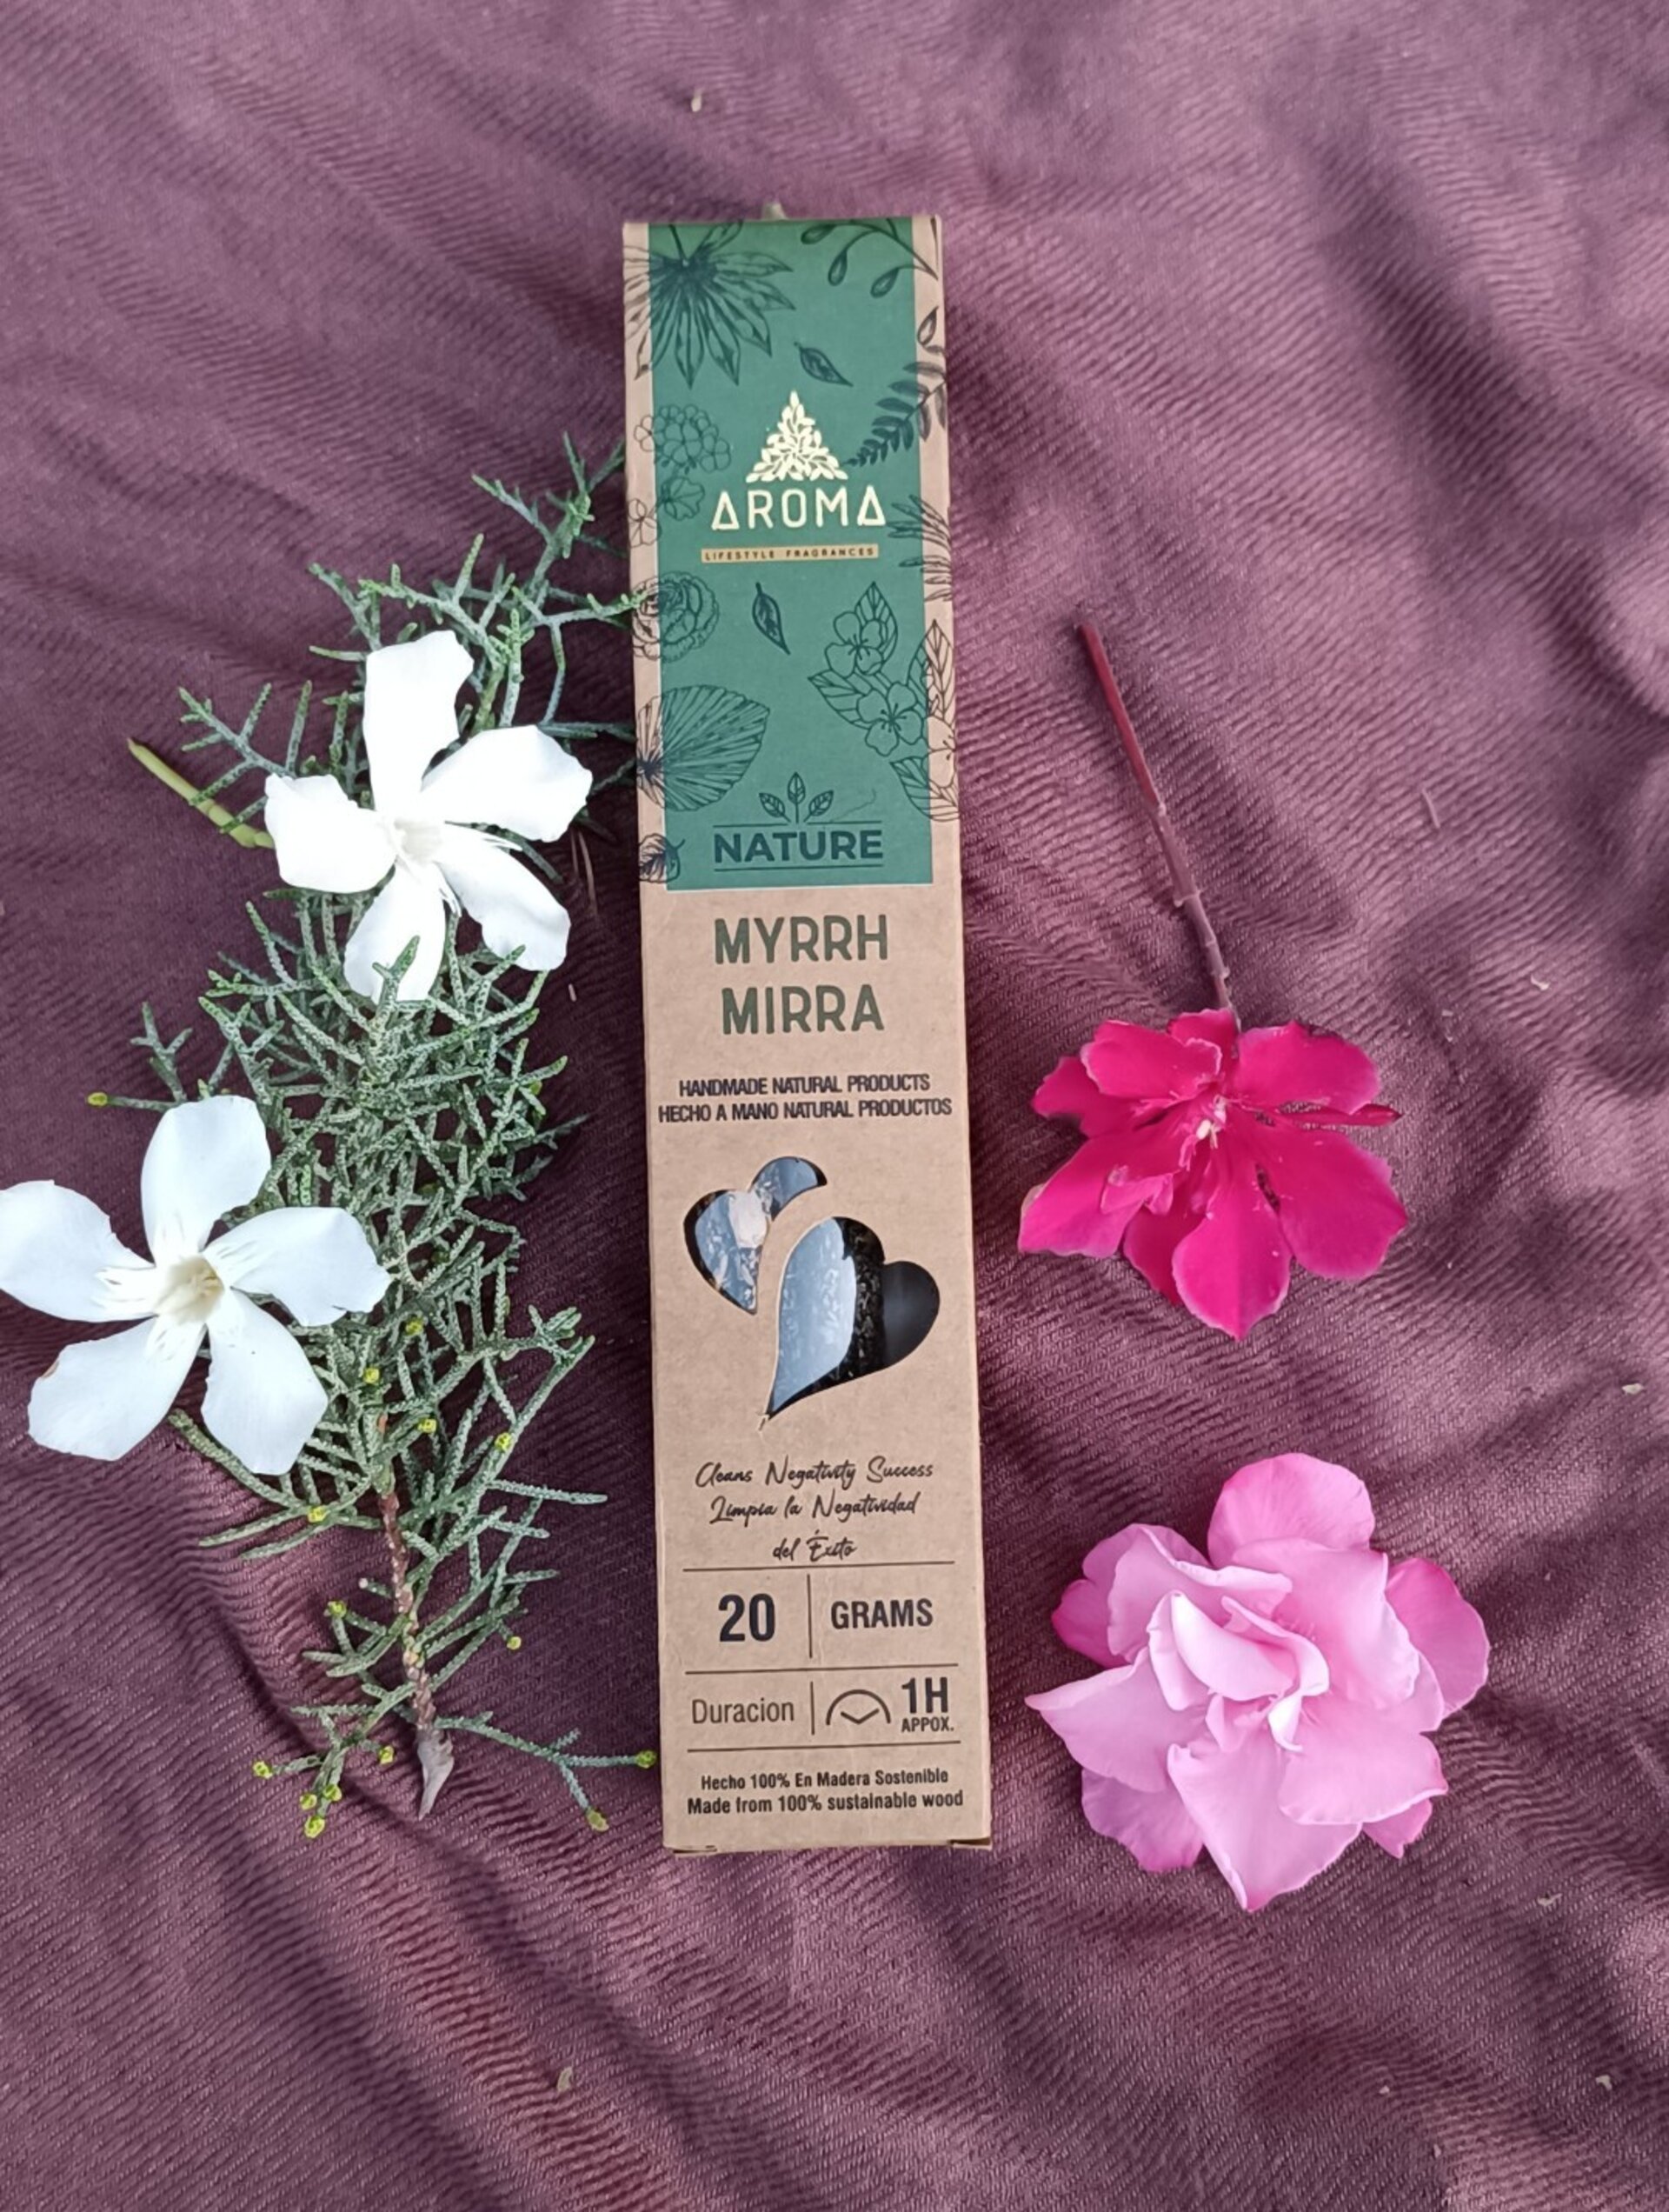 AROMA
LIFESTYLE FRAGRANCES
NATURE
MYRRH
MIRRA
HANDMADE NATURAL PRODUCTS
HECHO A MANO NATURAL PRODUCTOS
Cleans Negativity Success
Limpia la Negatividad
del Éxito
20 GRAMS
Duracion 1H
APPOX.
Hecho 100% En Madera Sostenible
Made from 100% sustainable wood